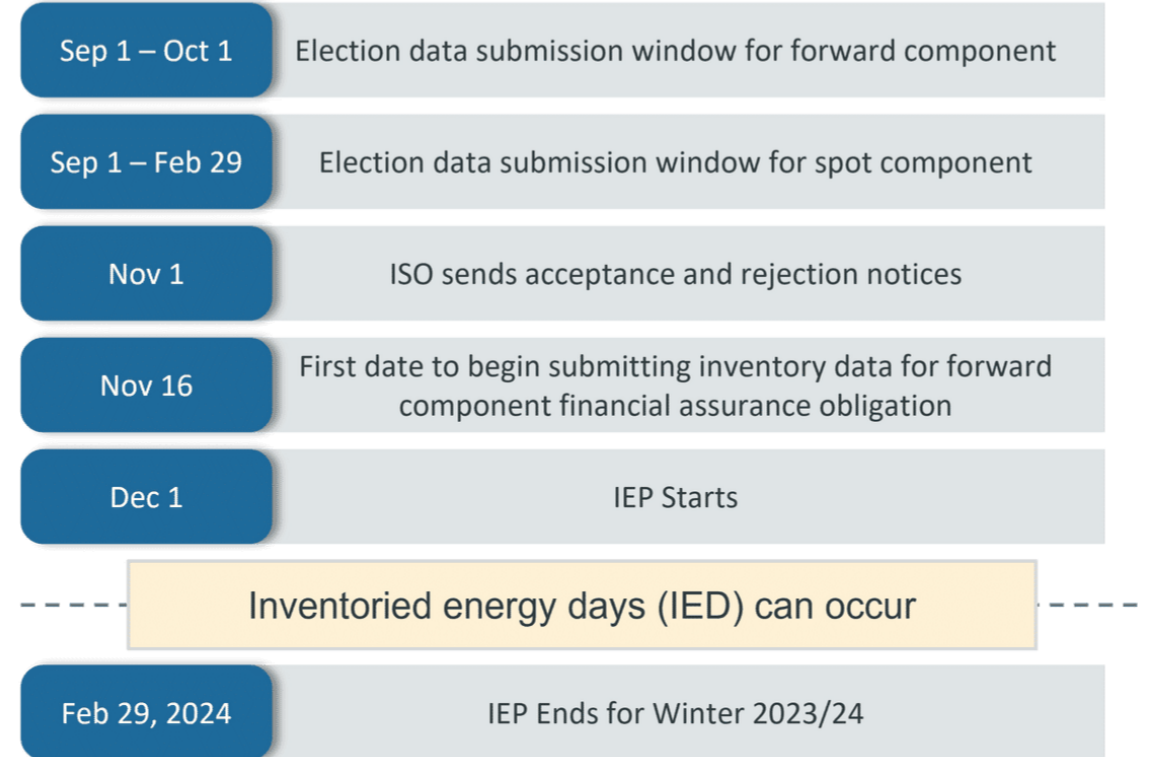 Sep 1 – Oct 1
Election data submission window for forward component
Sep 1 – Feb 29
Election data submission window for spot component
Nov 1
ISO sends acceptance and rejection notices
Nov 16
First date to begin submitting inventory data for forward
component financial assurance obligation
Dec 1
IEP Starts
Inventoried energy days (IED) can occur
Feb 29, 2024
IEP Ends for Winter 2023/24